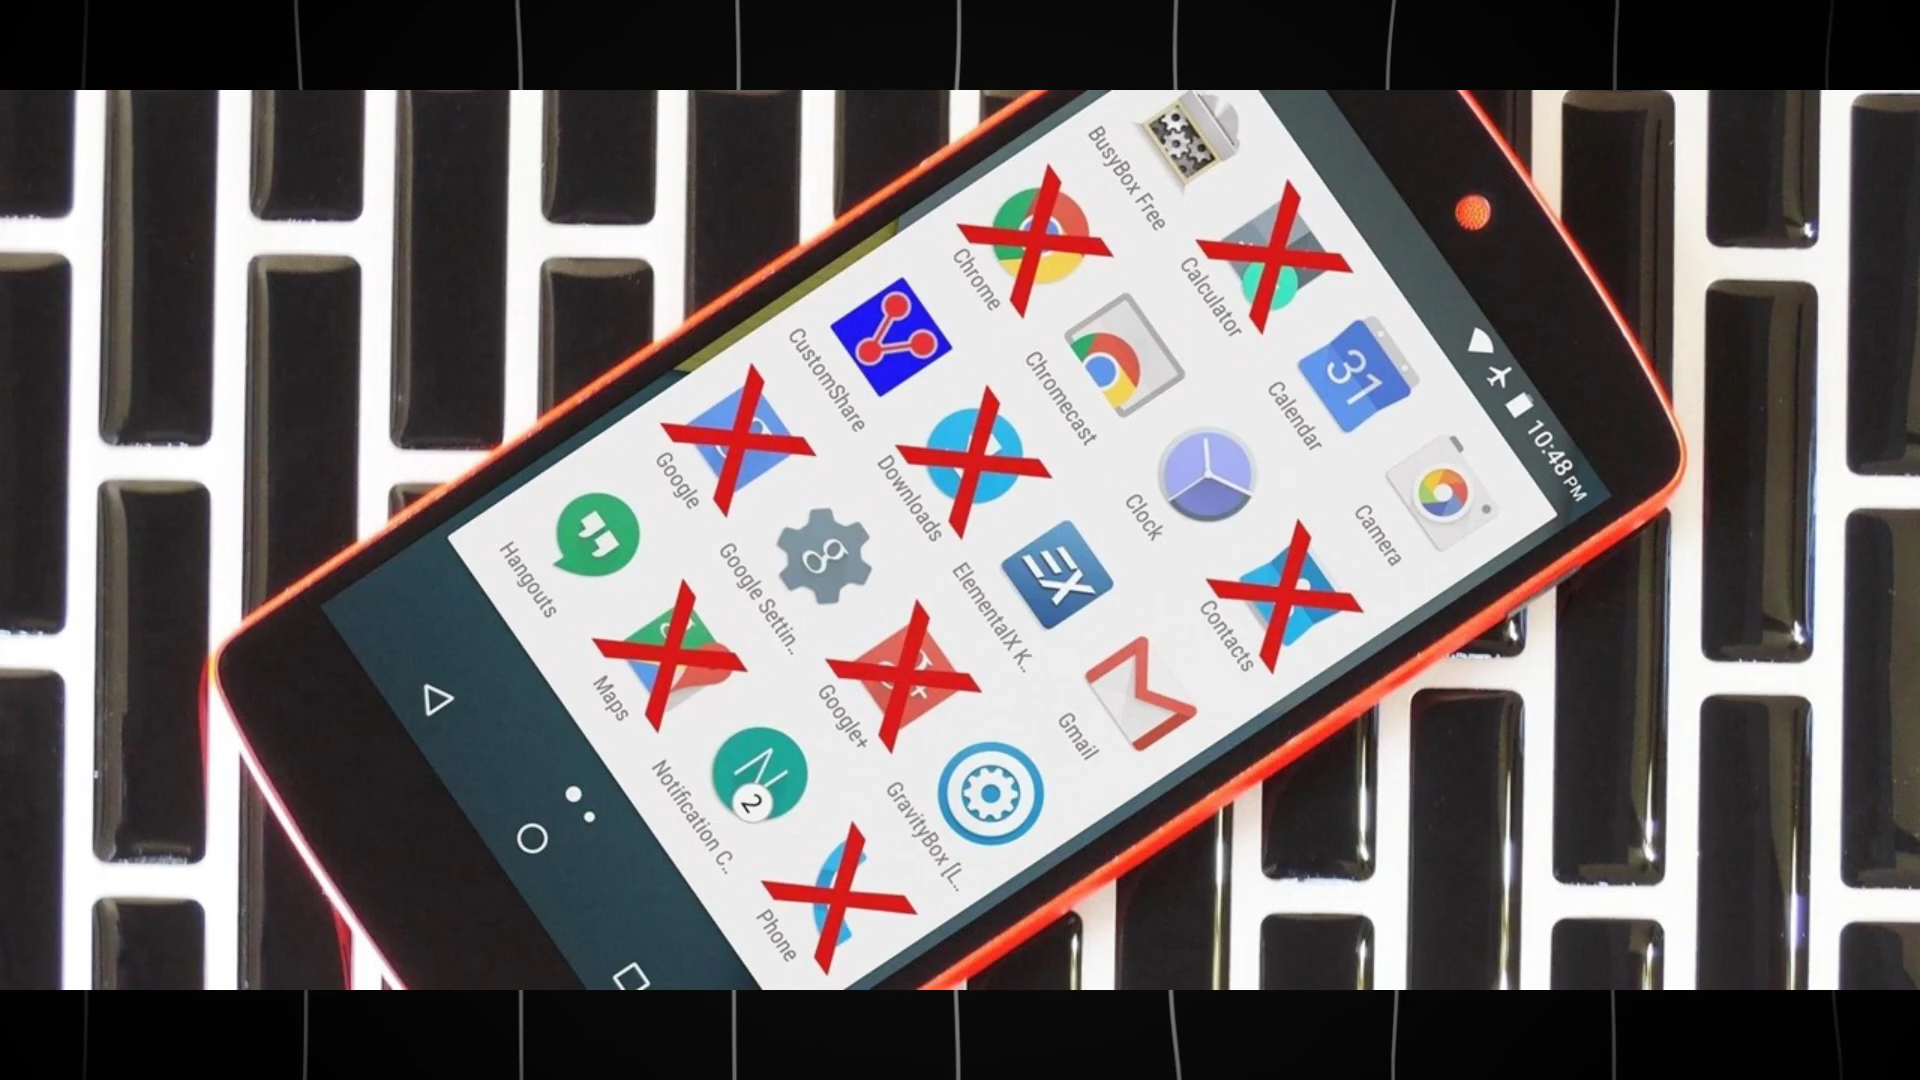 10:48 PM
BusyBox Free
Calculator
Calendar
31
Camera
Chrome
Chromecast
Clock
Contacts
CustomShare
Downloads
ElementalX K..
EX
Gmail
Google
Google Settin..
g
Google+
GravityBox [L..
Hangouts
Maps
Notification C..
N
2
Phone